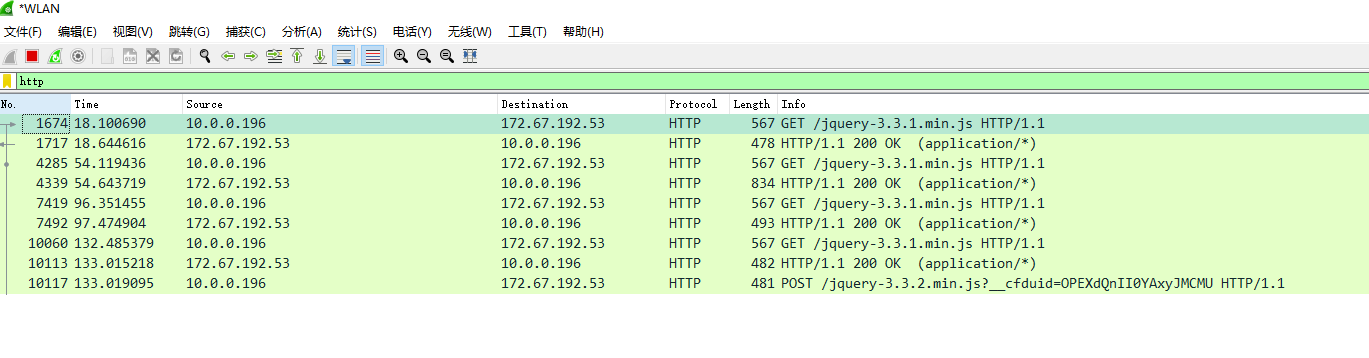 *WLAN
文件(F) 编辑(E) 视图(V) 跳转(G) 捕获(C) 分析(A) 统计(S) 电话(Y) 无线(W) 工具(T) 帮助(H)
http
No. Time Source Destination Protocol Length Info
1674 18.100690 10.0.0.196 172.67.192.53 HTTP 567 GET /jquery-3.3.1.min.js HTTP/1.1
1717 18.644616 172.67.192.53 10.0.0.196 HTTP 478 HTTP/1.1 200 OK (application/*)
4285 54.119436 10.0.0.196 172.67.192.53 HTTP 567 GET /jquery-3.3.1.min.js HTTP/1.1
4339 54.643719 172.67.192.53 10.0.0.196 HTTP 834 HTTP/1.1 200 OK (application/*)
7419 96.351455 10.0.0.196 172.67.192.53 HTTP 567 GET /jquery-3.3.1.min.js HTTP/1.1
7492 97.474904 172.67.192.53 10.0.0.196 HTTP 493 HTTP/1.1 200 OK (application/*)
10060 132.485379 10.0.0.196 172.67.192.53 HTTP 567 GET /jquery-3.3.1.min.js HTTP/1.1
10113 133.015218 172.67.192.53 10.0.0.196 HTTP 482 HTTP/1.1 200 OK (application/*)
10117 133.019095 10.0.0.196 172.67.192.53 HTTP 481 POST /jquery-3.3.2.min.js?__cfduid=OPEXdQnII0YAxyJMCMU HTTP/1.1